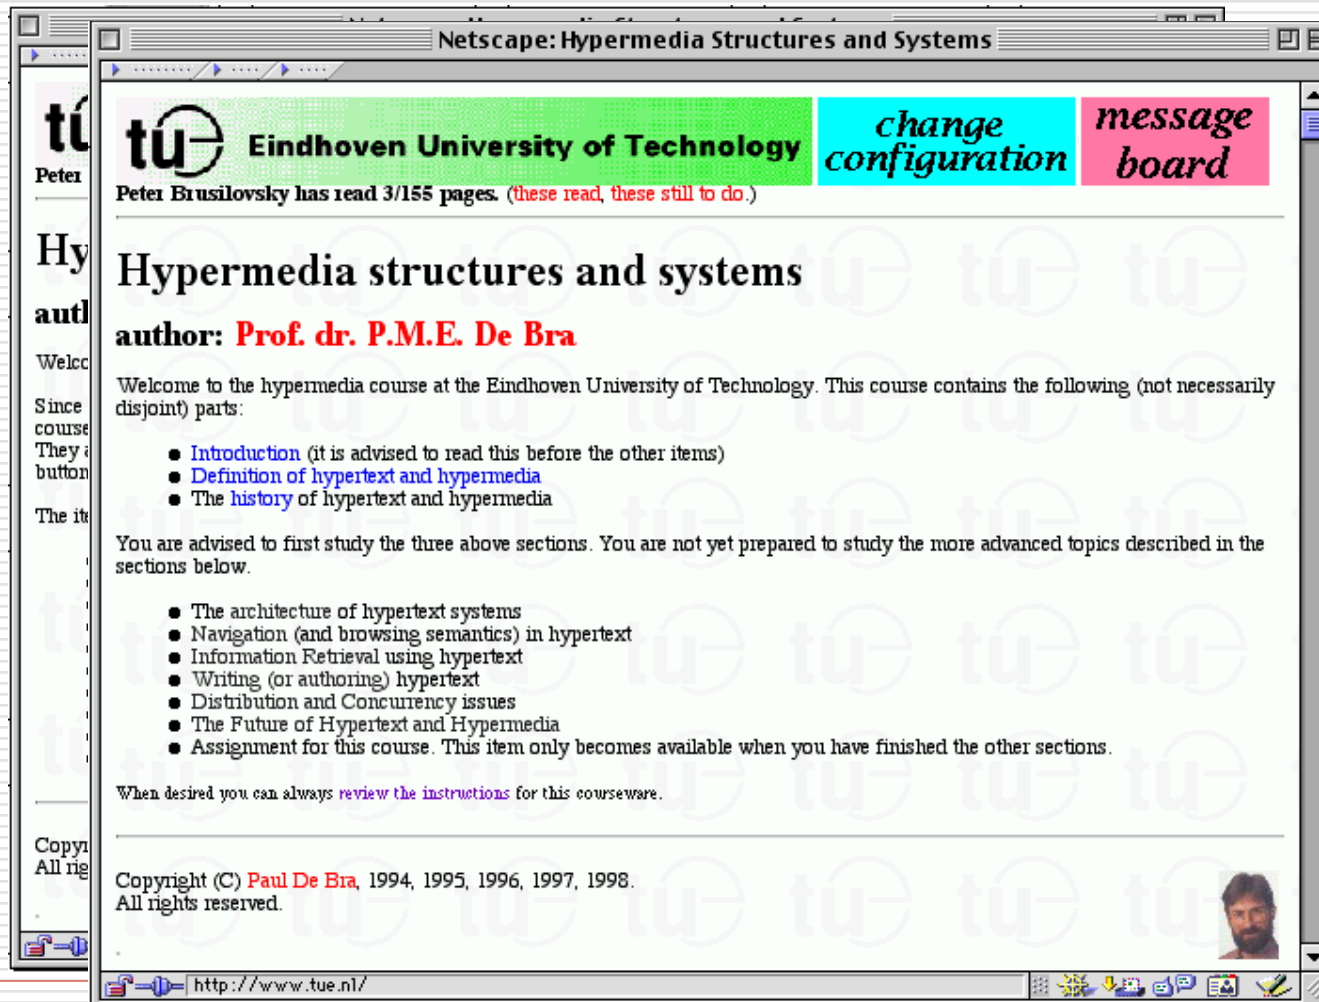 Netscape: Hypermedia Structures and Systems
tu
Peter
Hy
Since
course
They
button
tue Eindhoven University of Technology
change
configuration
message
board
Peter Brusilovsky has read 3/155 pages. (these read, these still to do.)
Hypermedia structures and systems
author: Prof. dr. P.M.E. De Bra
Welcome to the hypermedia course at the Eindhoven University of Technology. This course contains the following (not necessarily
disjoint) parts:
Introduction (it is advised to read this before the other items)
Definition of hypertext and hypermedia
The history of hypertext and hypermedia
You are advised to first study the three above sections. You are not yet prepared to study the more advanced topics described in the
sections below.
The architecture of hypertext systems
Navigation (and browsing semantics) in hypertext
Information Retrieval using hypertext
Writing (or authoring) hypertext
Distribution and Concurrency issues
The Future of Hypertext and Hypermedia
Assignment for this course. This item only becomes available when you have finished the other sections.
When desired you can always review the instructions for this courseware.
Copyright (C) Paul De Bra, 1994, 1995, 1996, 1997, 1998.
All rights reserved.
http://www.tue.nl/